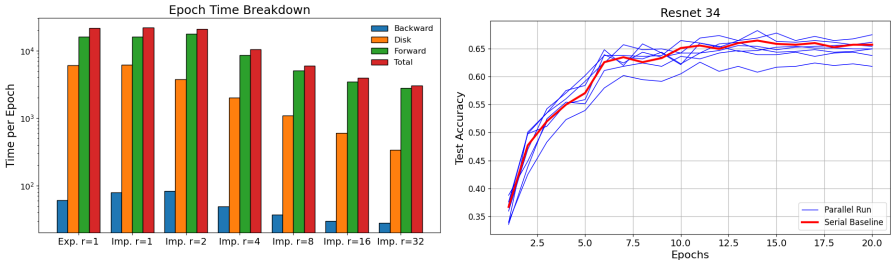 Epoch Time Breakdown
Time per Epoch
10^4
10^3
10^2
Backward
Disk
Forward
Total
Exp. r=1 Imp. r=1 Imp. r=2 Imp. r=4 Imp. r=8 Imp. r=16 Imp. r=32
Resnet 34
Test Accuracy
0.65
0.60
0.55
0.50
0.45
0.40
0.35
Parallel Run
Serial Baseline
2.5 5.0 7.5 10.0 12.5 15.0 17.5 20.0
Epochs